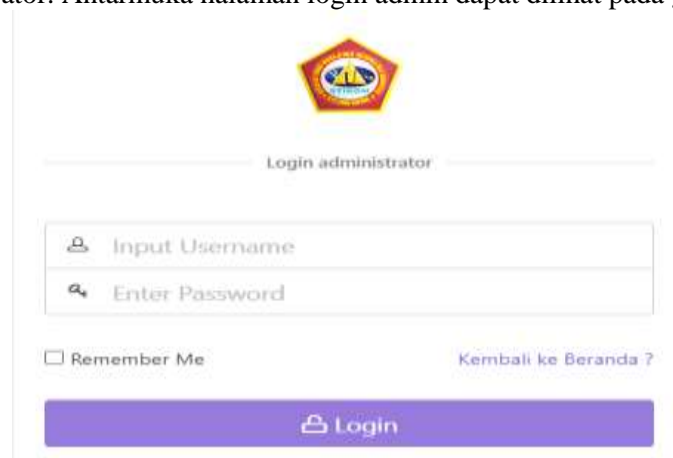 Login administrator
Input Username
Enter Password
Remember Me
Kembali ke Beranda ?
Login